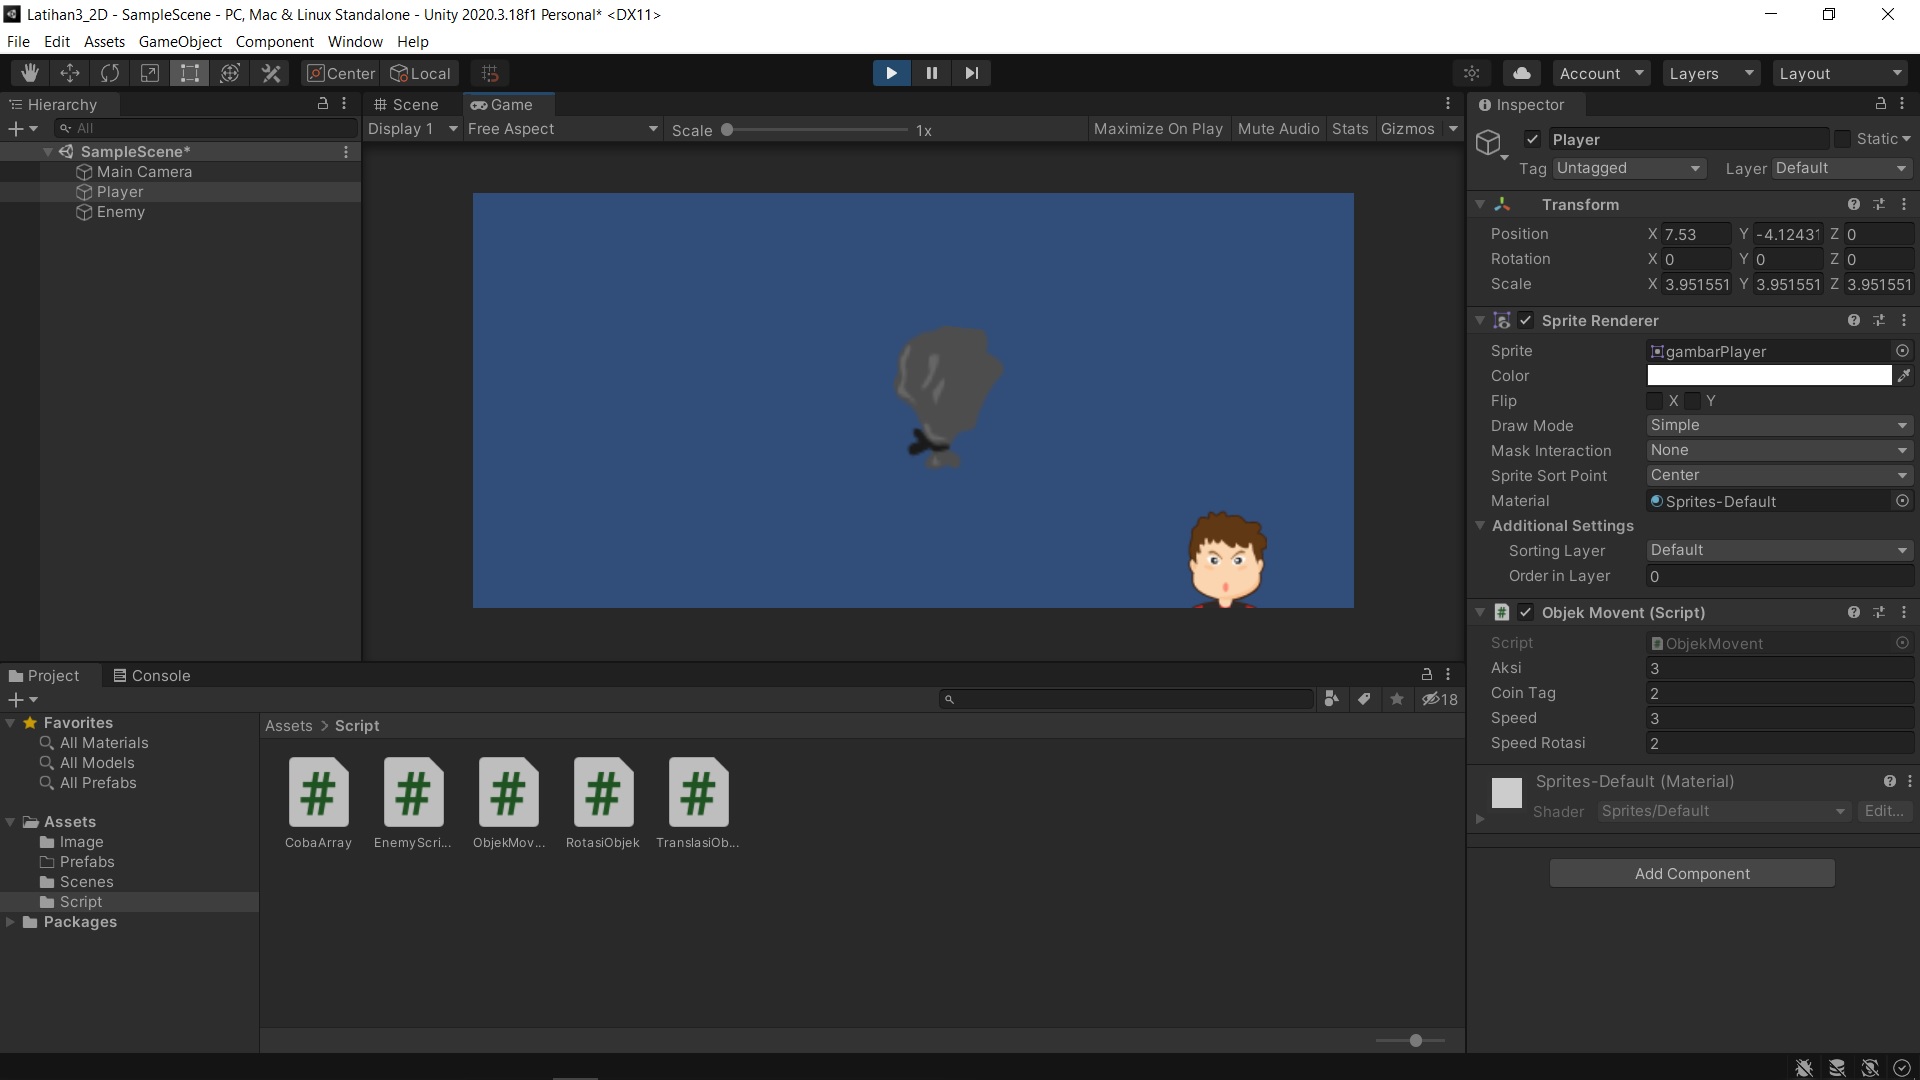 Latihan3_2D - SampleScene - PC, Mac & Linux Standalone - Unity 2020.3.18f1 Personal* <DX11>
File Edit Assets GameObject Component Window Help
Center Local Account Layers Layout
Hierarchy
All
SampleScene*
Main Camera
Player
Enemy
Scene Game
Display 1 Free Aspect Scale 1x Maximize On Play Mute Audio Stats Gizmos
Inspector
Player Static
Tag Untagged Layer Default
Transform
Position X 7.53 Y -4.12431 Z 0
Rotation X 0 Y 0 Z 0
Scale X 3.951551 Y 3.951551 Z 3.951551
Sprite Renderer
Sprite gambarPlayer
Color
Flip X Y
Draw Mode Simple
Mask Interaction None
Sprite Sort Point Center
Material Sprites-Default
Additional Settings
Sorting Layer Default
Order in Layer 0
Objek Movent (Script)
Script ObjekMovent
Aksi 3
Coin Tag 2
Speed 3
Speed Rotasi 2
Sprites-Default (Material)
Shader Sprites/Default Edit...
Add Component
Project Console
18
Favorites
All Materials
All Models
All Prefabs
Assets
Image
Prefabs
Scenes
Script
Packages
Assets > Script
CobaArray EnemyScri... ObjekMov... RotasiObjek TranslasiOb...